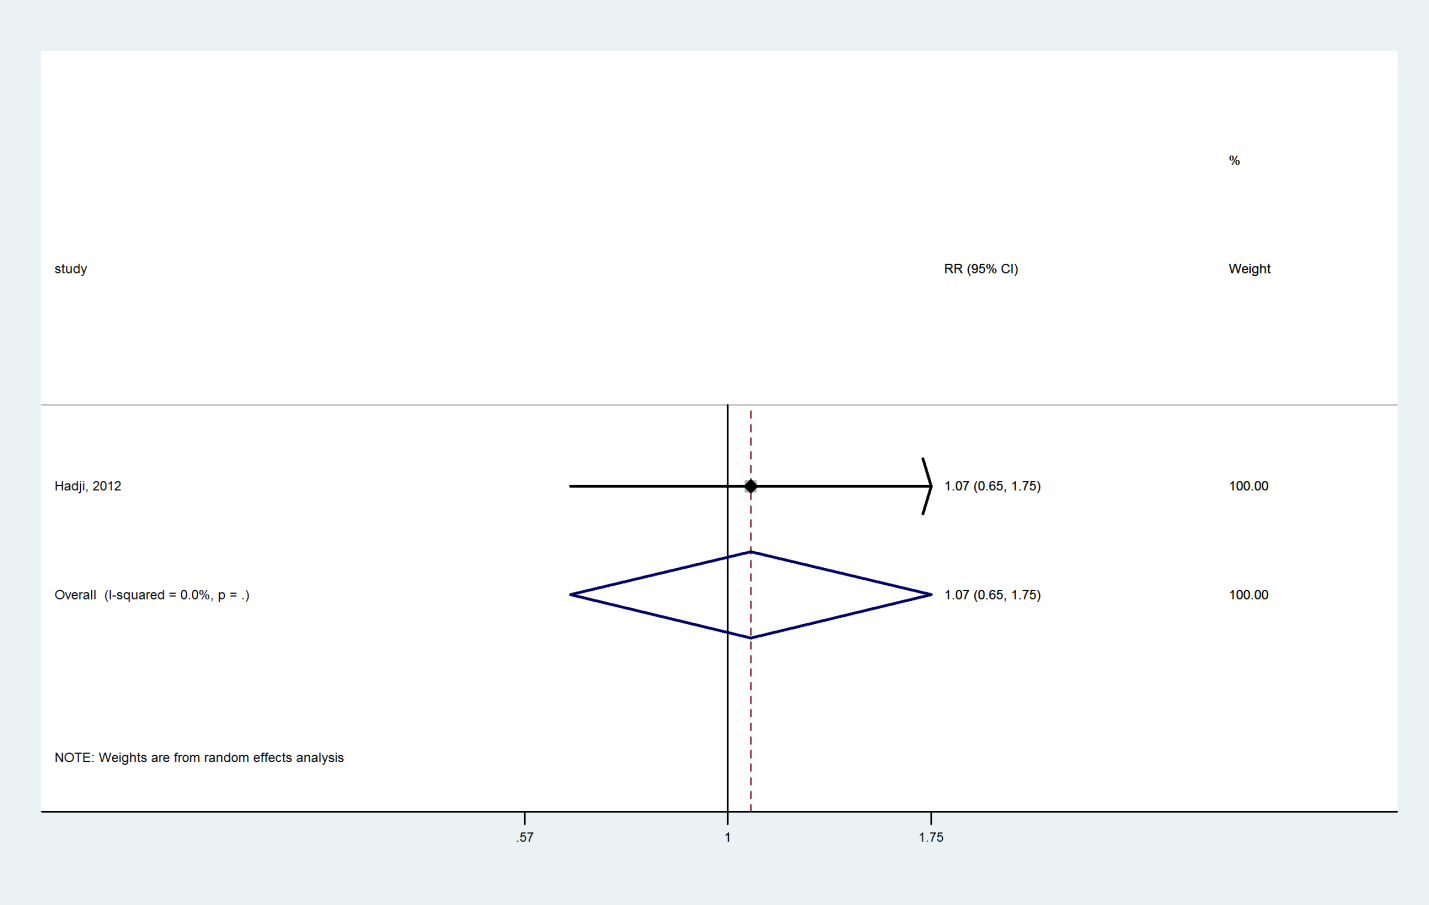 %
study RR (95% CI) Weight
Hadji, 2012 1.07 (0.65, 1.75) 100.00
Overall (I-squared = 0.0%, p = .) 1.07 (0.65, 1.75) 100.00
NOTE: Weights are from random effects analysis
.57 1 1.75